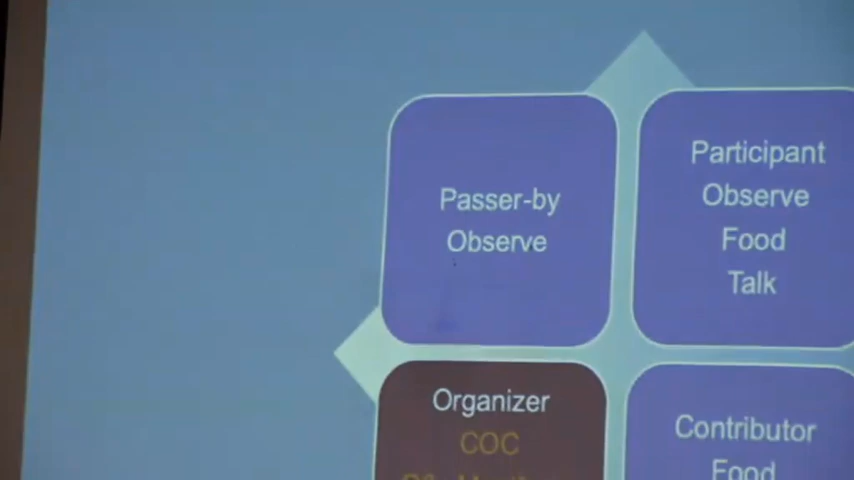 Passer-by
Observe
Participant
Observe
Food
Talk
Organizer
COC
Contributor
Food